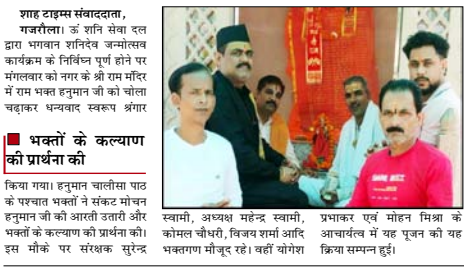 शाह टाइम्स संवाददाता,
गजरौला। ऊं शनि सेवा दल
द्वारा भगवान शनिदेव जन्मोत्सव
कार्यक्रम के निर्विघ्न पूर्ण होने पर
मंगलवार को नगर के श्री राम मंदिर
में राम भक्त हनुमान जी को चोला
चढ़ाकर धन्यवाद स्वरूप श्रंगार
भक्तों के कल्याण
की प्रार्थना की
किया गया। हनुमान चालीसा पाठ
के पश्चात भक्तों ने संकट मोचन
हनुमान जी की आरती उतारी और
भक्तों के कल्याण की प्रार्थना की।
इस मौके पर संरक्षक सुरेन्द्र
स्वामी, अध्यक्ष महेन्द्र स्वामी,
कोमल चौधरी, विजय शर्मा आदि
भक्तगण मौजूद रहे। वहीं योगेश
प्रभाकर एवं मोहन मिश्रा के
आचार्यत्व में यह पूजन की यह
क्रिया सम्पन्न हुई।